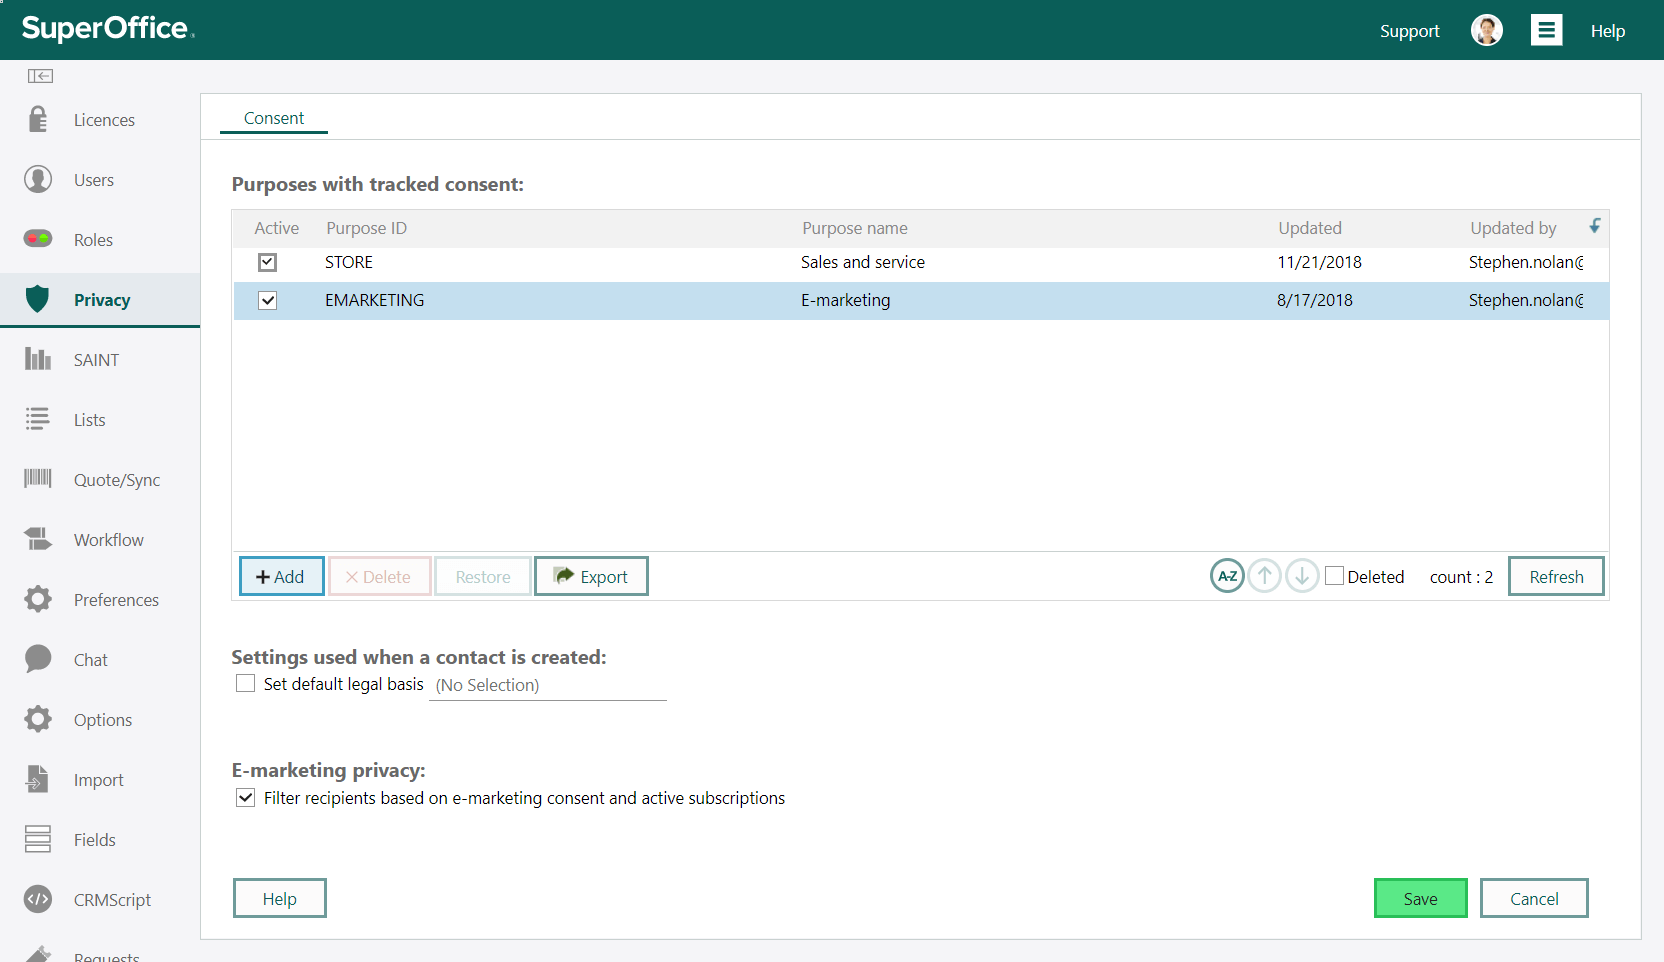 SuperOffice
Support
Help
Licences
Users
Roles
Privacy
SAINT
Lists
Quote/Sync
Workflow
Preferences
Chat
Options
Import
Fields
CRMScript
Requests
Consent
Purposes with tracked consent:
Active Purpose ID Purpose name Updated Updated by
STORE Sales and service 11/21/2018 Stephen.nolan@
EMARKETING E-marketing 8/17/2018 Stephen.nolan@
+ Add × Delete Restore Export A-Z Deleted count : 2 Refresh
Settings used when a contact is created:
Set default legal basis (No Selection)
E-marketing privacy:
Filter recipients based on e-marketing consent and active subscriptions
Help Save Cancel